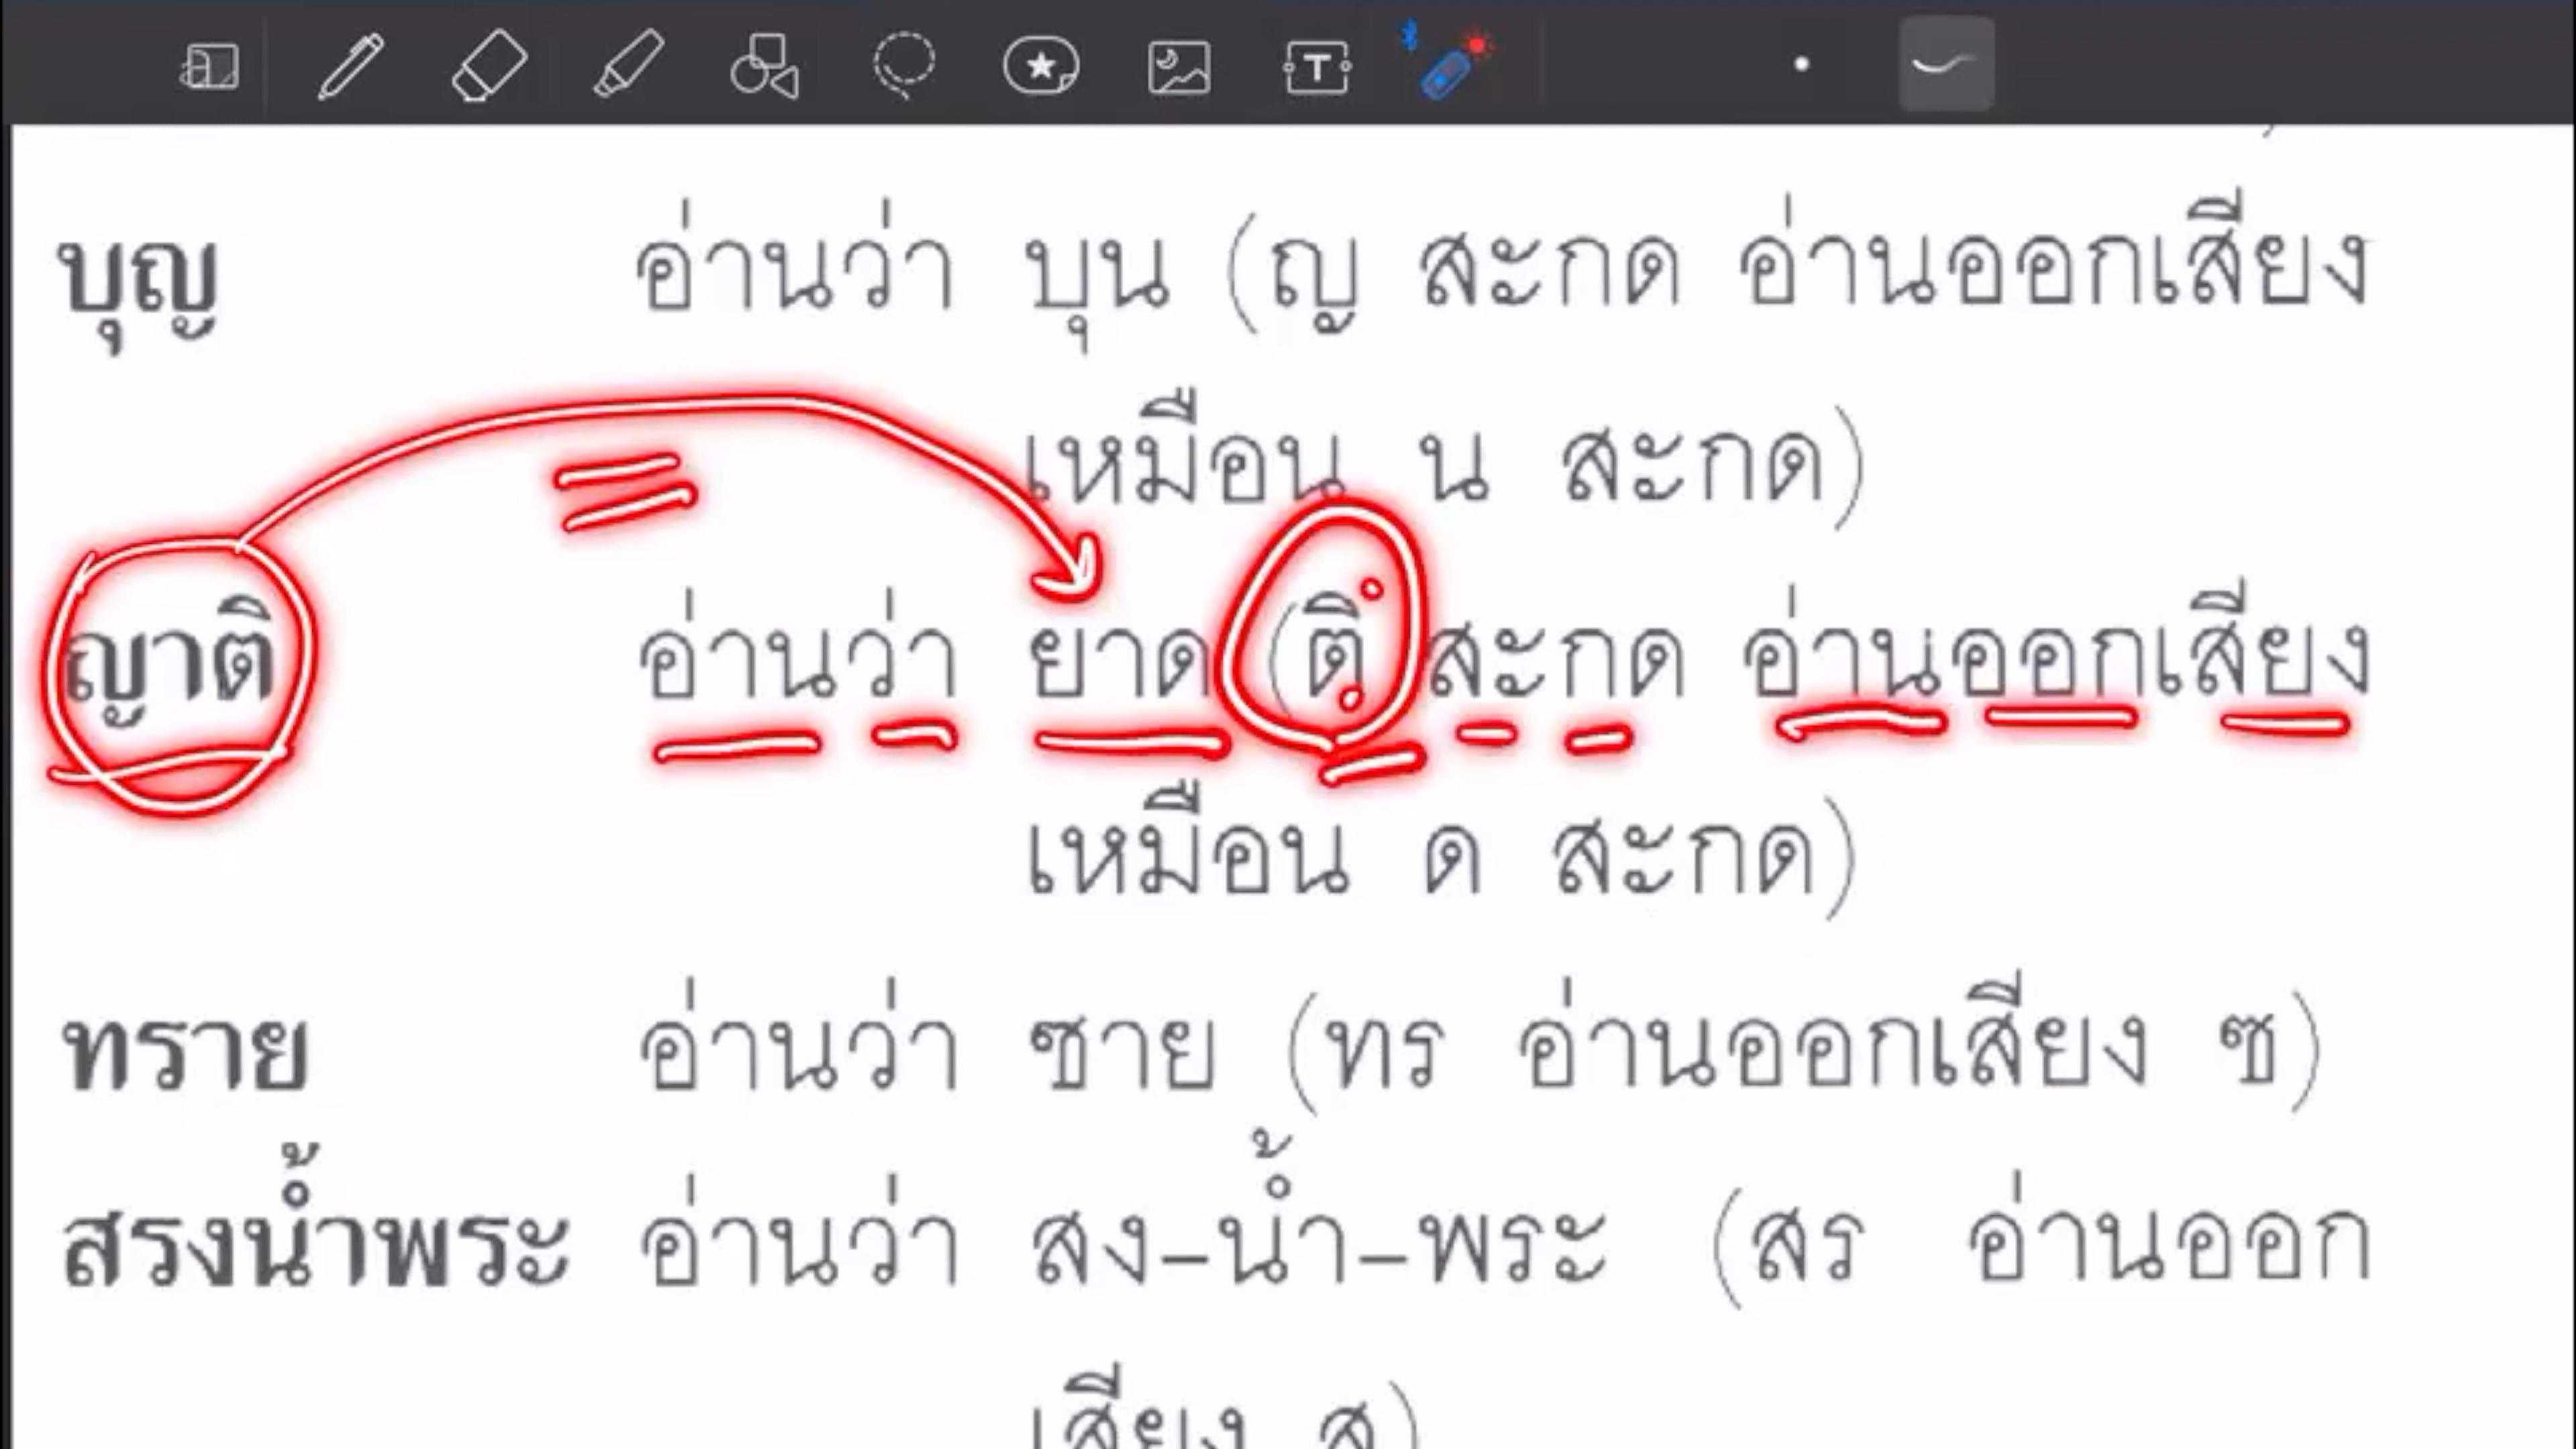 บุญ อ่านว่า บุน (ญ สะกด อ่านออกเสียง
เหมือน น สะกด)
ญาติ อ่านว่า ยาด (ติ สะกด อ่านออกเสียง
เหมือน ด สะกด)
ทราย อ่านว่า ซาย (ทร อ่านออกเสียง ซ)
สรงน้ำพระ อ่านว่า สง-น้ำ-พระ (สร อ่านออก
เสียง ส)